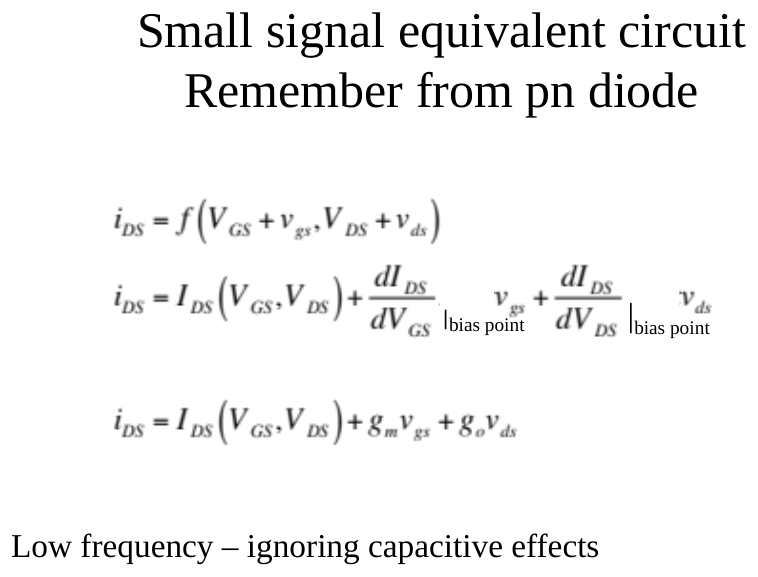 Small signal equivalent circuit
Remember from pn diode
i_DS = f(V_GS + v_gs, V_DS + v_ds)
i_DS = I_DS(V_GS, V_DS) + dI_DS/dV_GS |bias point v_gs + dI_DS/dV_DS |bias point v_ds
i_DS = I_DS(V_GS, V_DS) + g_m v_gs + g_o v_ds
Low frequency – ignoring capacitive effects